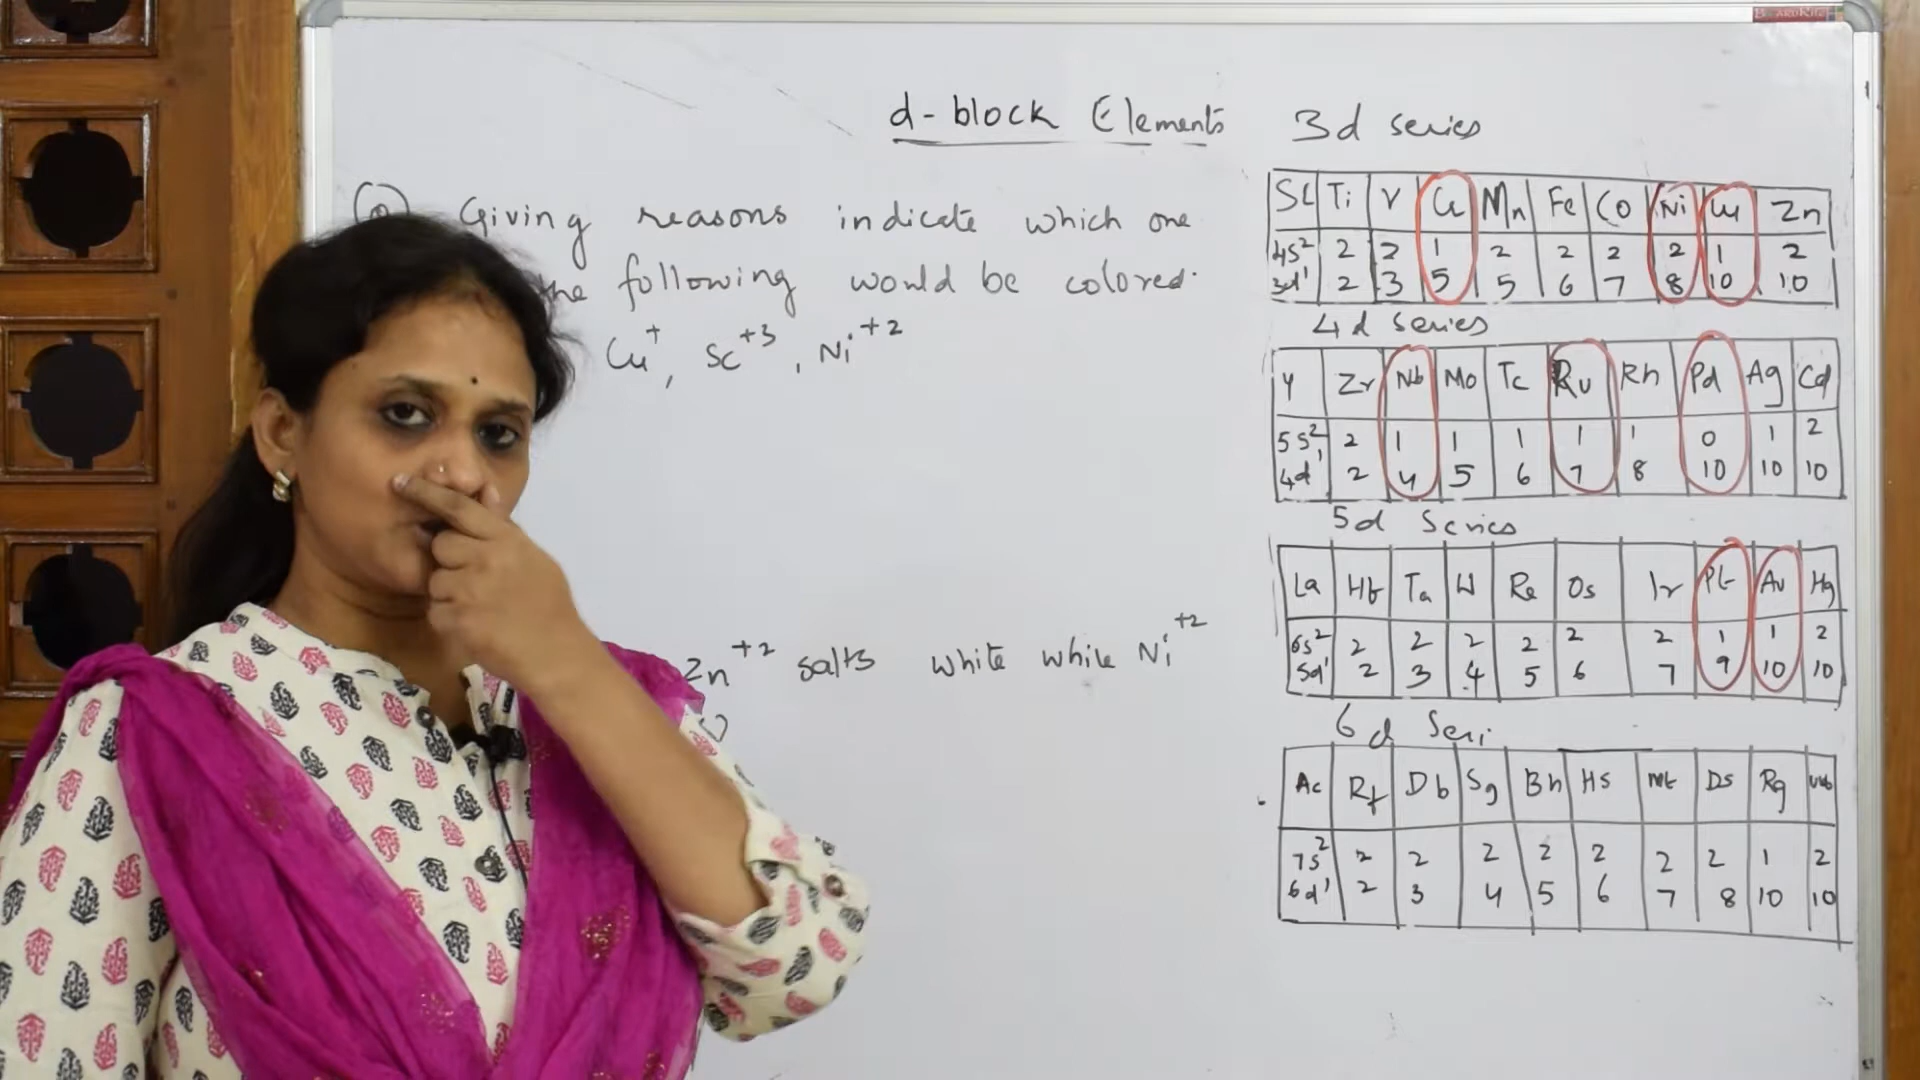 d-block Elements
Giving reasons indicate which one
the following would be colored.
Cu+, Sc+3, Ni+2
Zn+2 salts white while Ni+2
3d series
Sc Ti V Cr Mn Fe Co Ni Cu Zn
4s2 2 2 1 2 2 2 2 1 2
3d1 2 3 5 5 6 7 8 10 10
4d series
Y Zr Nb Mo Tc Ru Rh Pd Ag Cd
5s2 2 1 1 1 1 1 0 1 2
4d1 2 4 5 6 7 8 10 10 10
5d Series
La Hf Ta W Re Os Ir Pt Au Hg
6s2 2 2 2 2 2 2 1 1 2
5d1 2 3 4 5 6 7 9 10 10
6d Seri
Ac Rf Db Sg Bh Hs Mt Ds Rg Uub
7s2 2 2 2 2 2 2 2 1 2
6d1 2 3 4 5 6 7 8 10 10